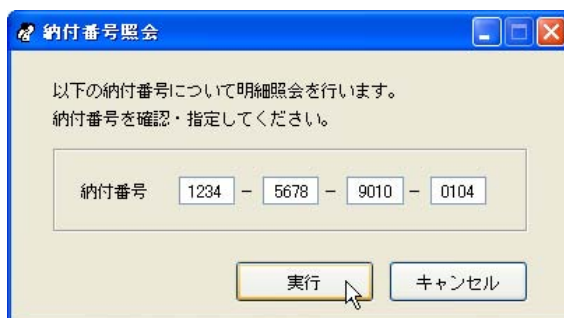 納付番号照会
以下の納付番号について明細照会を行います。
納付番号を確認・指定してください。
納付番号 1234 - 5678 - 9010 - 0104
実行 キャンセル